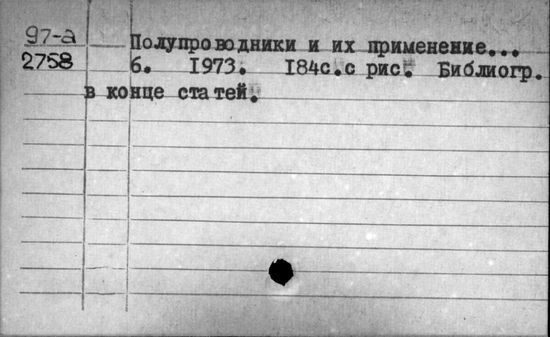 97-а
2758
Полупроводники и их применение...
6. 1973. 184с.с рис. Библиогр.
в конце статей.